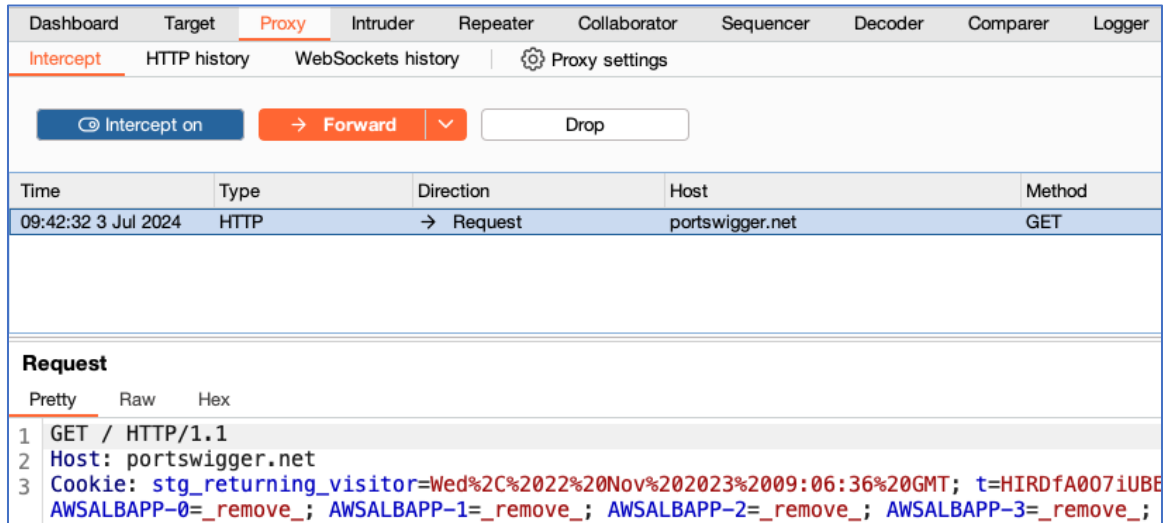 Dashboard Target Proxy Intruder Repeater Collaborator Sequencer Decoder Comparer Logger
Intercept HTTP history WebSockets history Proxy settings
Intercept on → Forward Drop
Time Type Direction Host Method
09:42:32 3 Jul 2024 HTTP → Request portswigger.net GET
Request
Pretty Raw Hex
1 GET / HTTP/1.1
2 Host: portswigger.net
3 Cookie: stg_returning_visitor=Wed%2C%2022%20Nov%202023%2009:06:36%20GMT; t=HIRDfA0O7iUBE
AWSALBAPP-0=_remove_; AWSALBAPP-1=_remove_; AWSALBAPP-2=_remove_; AWSALBAPP-3=_remove_;